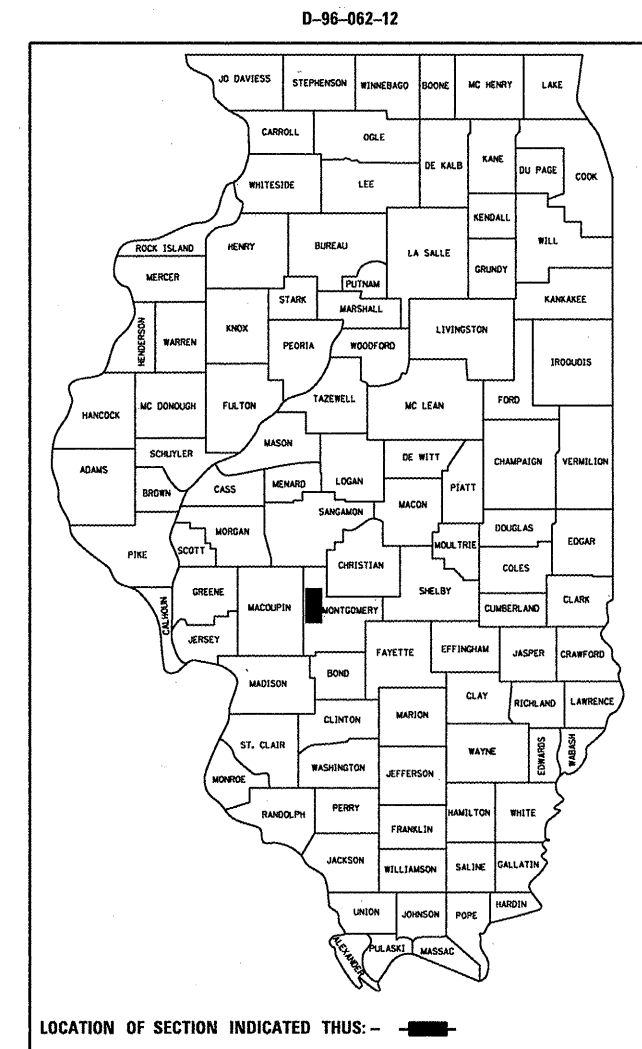 D-96-062-12
JO DAVIESS STEPHENSON WINNEBAGO BOONE MC HENRY LAKE
CARROLL OGLE DE KALB KANE DU PAGE COOK
WHITESIDE LEE KENDALL WILL
ROCK ISLAND HENRY BUREAU LA SALLE GRUNDY
MERCER PUTNAM
STARK MARSHALL KANKAKEE
HENDERSON WARREN KNOX PEORIA WOODFORD LIVINGSTON IROQUOIS
HANCOCK MC DONOUGH FULTON TAZEWELL MC LEAN FORD
MASON
ADAMS SCHUYLER DE WITT CHAMPAIGN VERMILION
BROWN CASS MENARD LOGAN PIATT
MACON
PIKE SCOTT MORGAN SANGAMON DOUGLAS EDGAR
MOULTRIE
CHRISTIAN COLES
CALHOUN GREENE MACOUPIN MONTGOMERY SHELBY CUMBERLAND CLARK
JERSEY FAYETTE EFFINGHAM JASPER CRAWFORD
MADISON BOND
CLAY RICHLAND LAWRENCE
CLINTON MARION
ST. CLAIR WAYNE EDWARDS WABASH
WASHINGTON JEFFERSON
MONROE
RANDOLPH PERRY HAMILTON WHITE
FRANKLIN
JACKSON WILLIAMSON SALINE GALLATIN
UNION JOHNSON POPE HARDIN
ALEXANDER PULASKI MASSAC
LOCATION OF SECTION INDICATED THUS: -